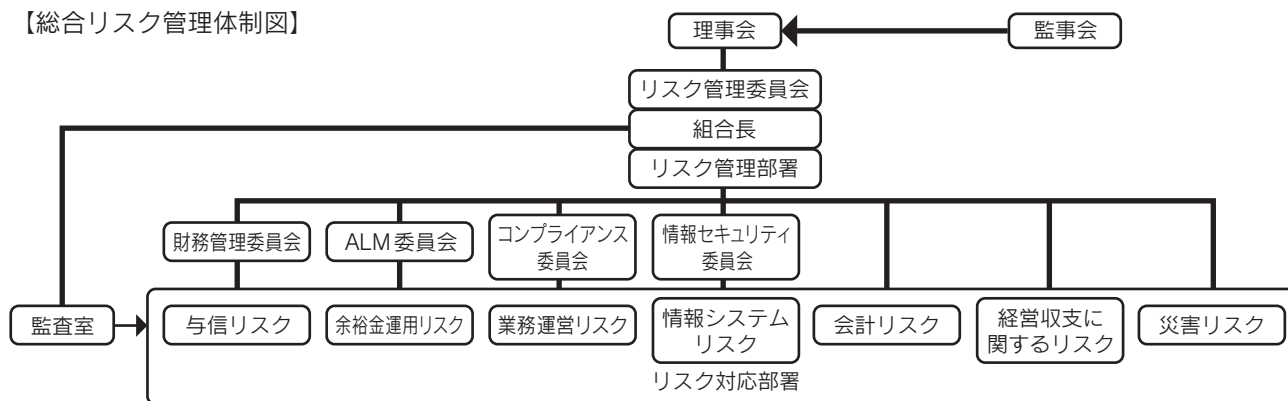 【総合リスク管理体制図】
理事会
監事会
リスク管理委員会
組合長
リスク管理部署
財務管理委員会
ALM委員会
コンプライアンス
委員会
情報セキュリティ
委員会
監査室
与信リスク
余裕金運用リスク
業務運営リスク
情報システム
リスク
会計リスク
経営収支に
関するリスク
災害リスク
リスク対応部署